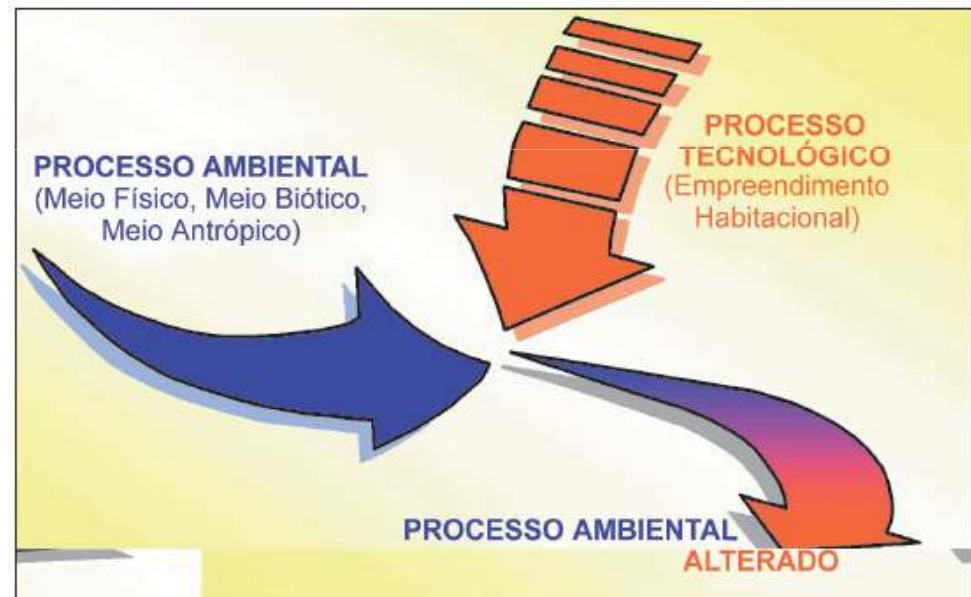 PROCESSO AMBIENTAL
(Meio Físico, Meio Biótico,
Meio Antrópico)
PROCESSO
TECNOLÓGICO
(Empreendimento
Habitacional)
PROCESSO AMBIENTAL
ALTERADO